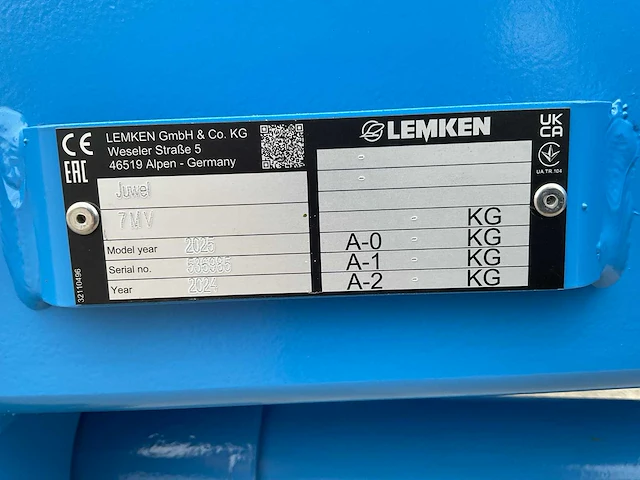 CE
EAC
LEMKEN GmbH & Co. KG
Weseler Straße 5
46519 Alpen - Germany
Juwel
7 M V
Model year 2025
Serial no.
Year 2024
32110496
LEMKEN
UK
CA
UA.TR.104
-
-
- KG
A-0 - KG
A-1 - KG
A-2 - KG